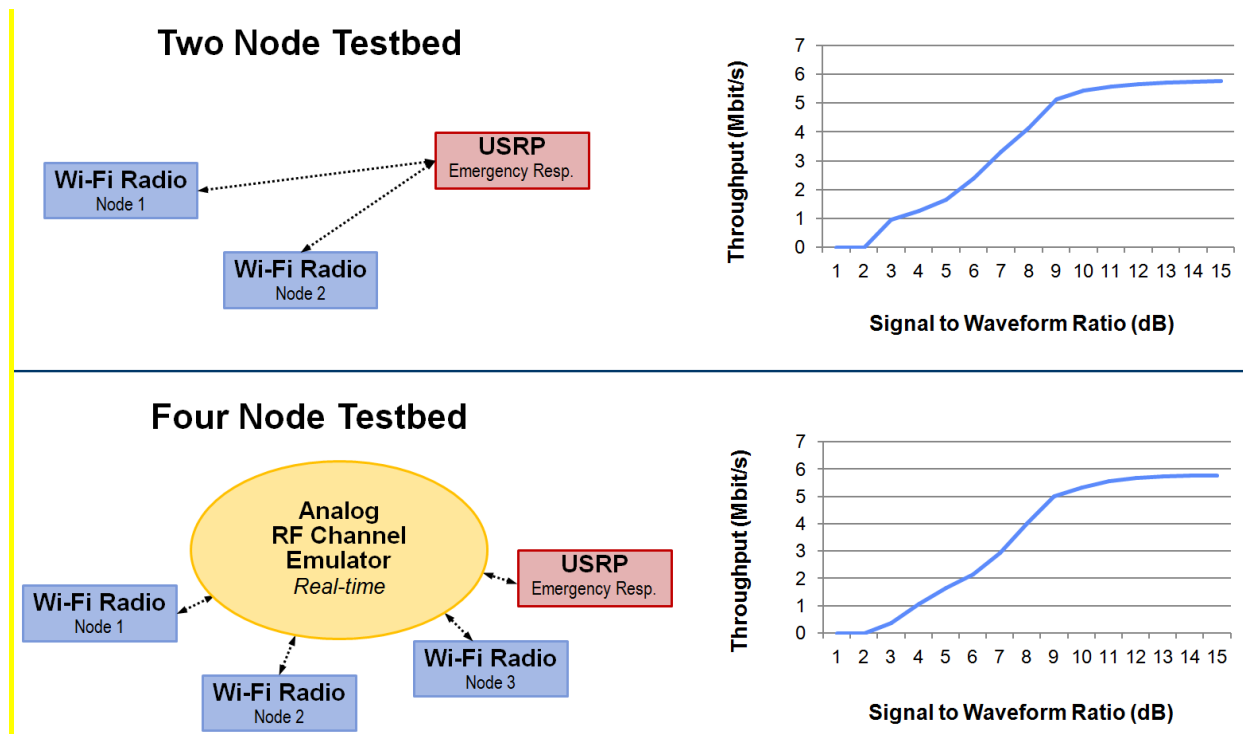 Two Node Testbed
Wi-Fi Radio
Node 1
USRP
Emergency Resp.
Wi-Fi Radio
Node 2
Throughput (Mbit/s)
7
6
5
4
3
2
1
0
1 2 3 4 5 6 7 8 9 10 11 12 13 14 15
Signal to Waveform Ratio (dB)
Four Node Testbed
Analog
RF Channel
Emulator
Real-time
USRP
Emergency Resp.
Wi-Fi Radio
Node 1
Wi-Fi Radio
Node 3
Wi-Fi Radio
Node 2
Throughput (Mbit/s)
7
6
5
4
3
2
1
0
1 2 3 4 5 6 7 8 9 10 11 12 13 14 15
Signal to Waveform Ratio (dB)